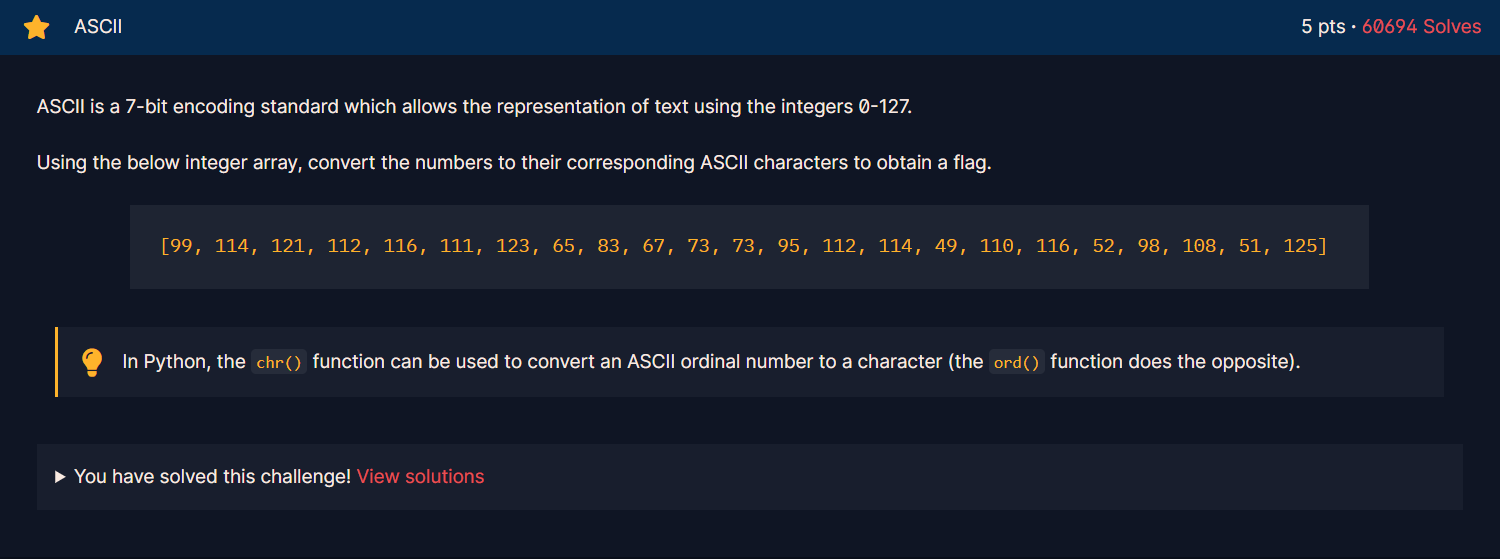 ASCII
5 pts · 60694 Solves
ASCII is a 7-bit encoding standard which allows the representation of text using the integers 0-127.
Using the below integer array, convert the numbers to their corresponding ASCII characters to obtain a flag.
[99, 114, 121, 112, 116, 111, 123, 65, 83, 67, 73, 73, 95, 112, 114, 49, 110, 116, 52, 98, 108, 51, 125]
In Python, the chr() function can be used to convert an ASCII ordinal number to a character (the ord() function does the opposite).
You have solved this challenge! View solutions